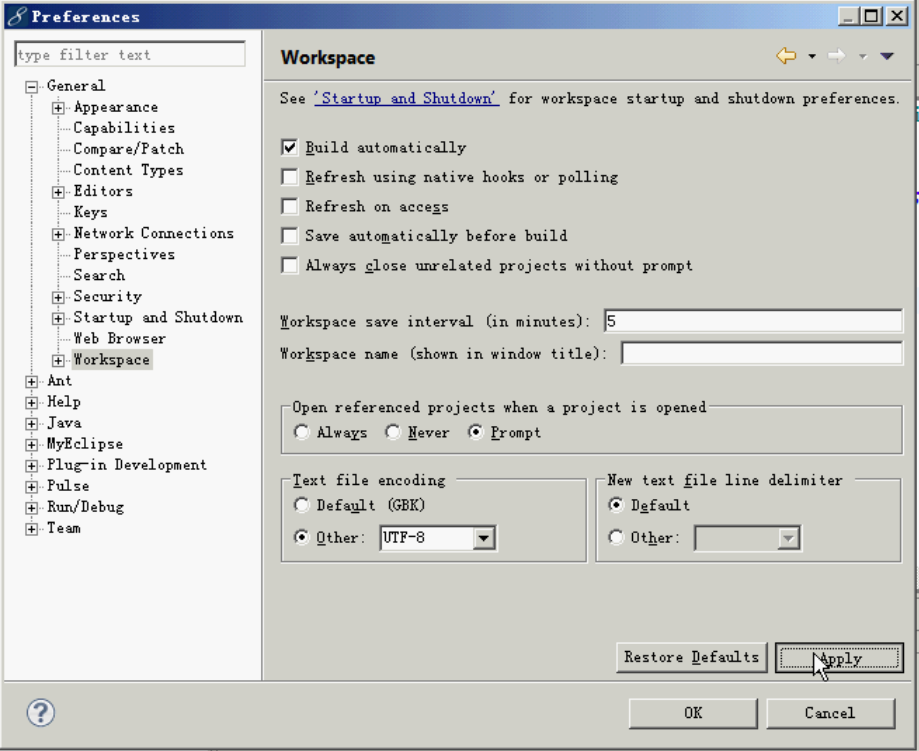 Preferences
type filter text
General
Appearance
Capabilities
Compare/Patch
Content Types
Editors
Keys
Network Connections
Perspectives
Search
Security
Startup and Shutdown
Web Browser
Workspace
Ant
Help
Java
MyEclipse
Plug-in Development
Pulse
Run/Debug
Team
Workspace
See 'Startup and Shutdown' for workspace startup and shutdown preferences.
Build automatically
Refresh using native hooks or polling
Refresh on access
Save automatically before build
Always close unrelated projects without prompt
Workspace save interval (in minutes): 5
Workspace name (shown in window title):
Open referenced projects when a project is opened
Always Never Prompt
Text file encoding
Default (GBK)
Other: UTF-8
New text file line delimiter
Default
Other:
Restore Defaults Apply
? OK Cancel